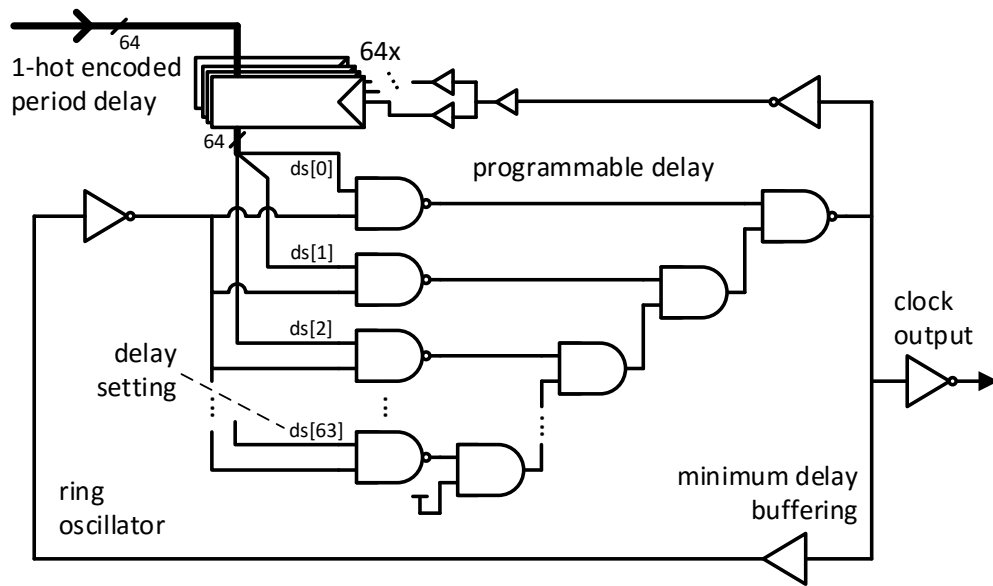 64
64x
1-hot encoded
period delay
64
ds[0]
programmable delay
ds[1]
ds[2]
clock
output
delay
setting
ds[63]
ring
oscillator
minimum delay
buffering